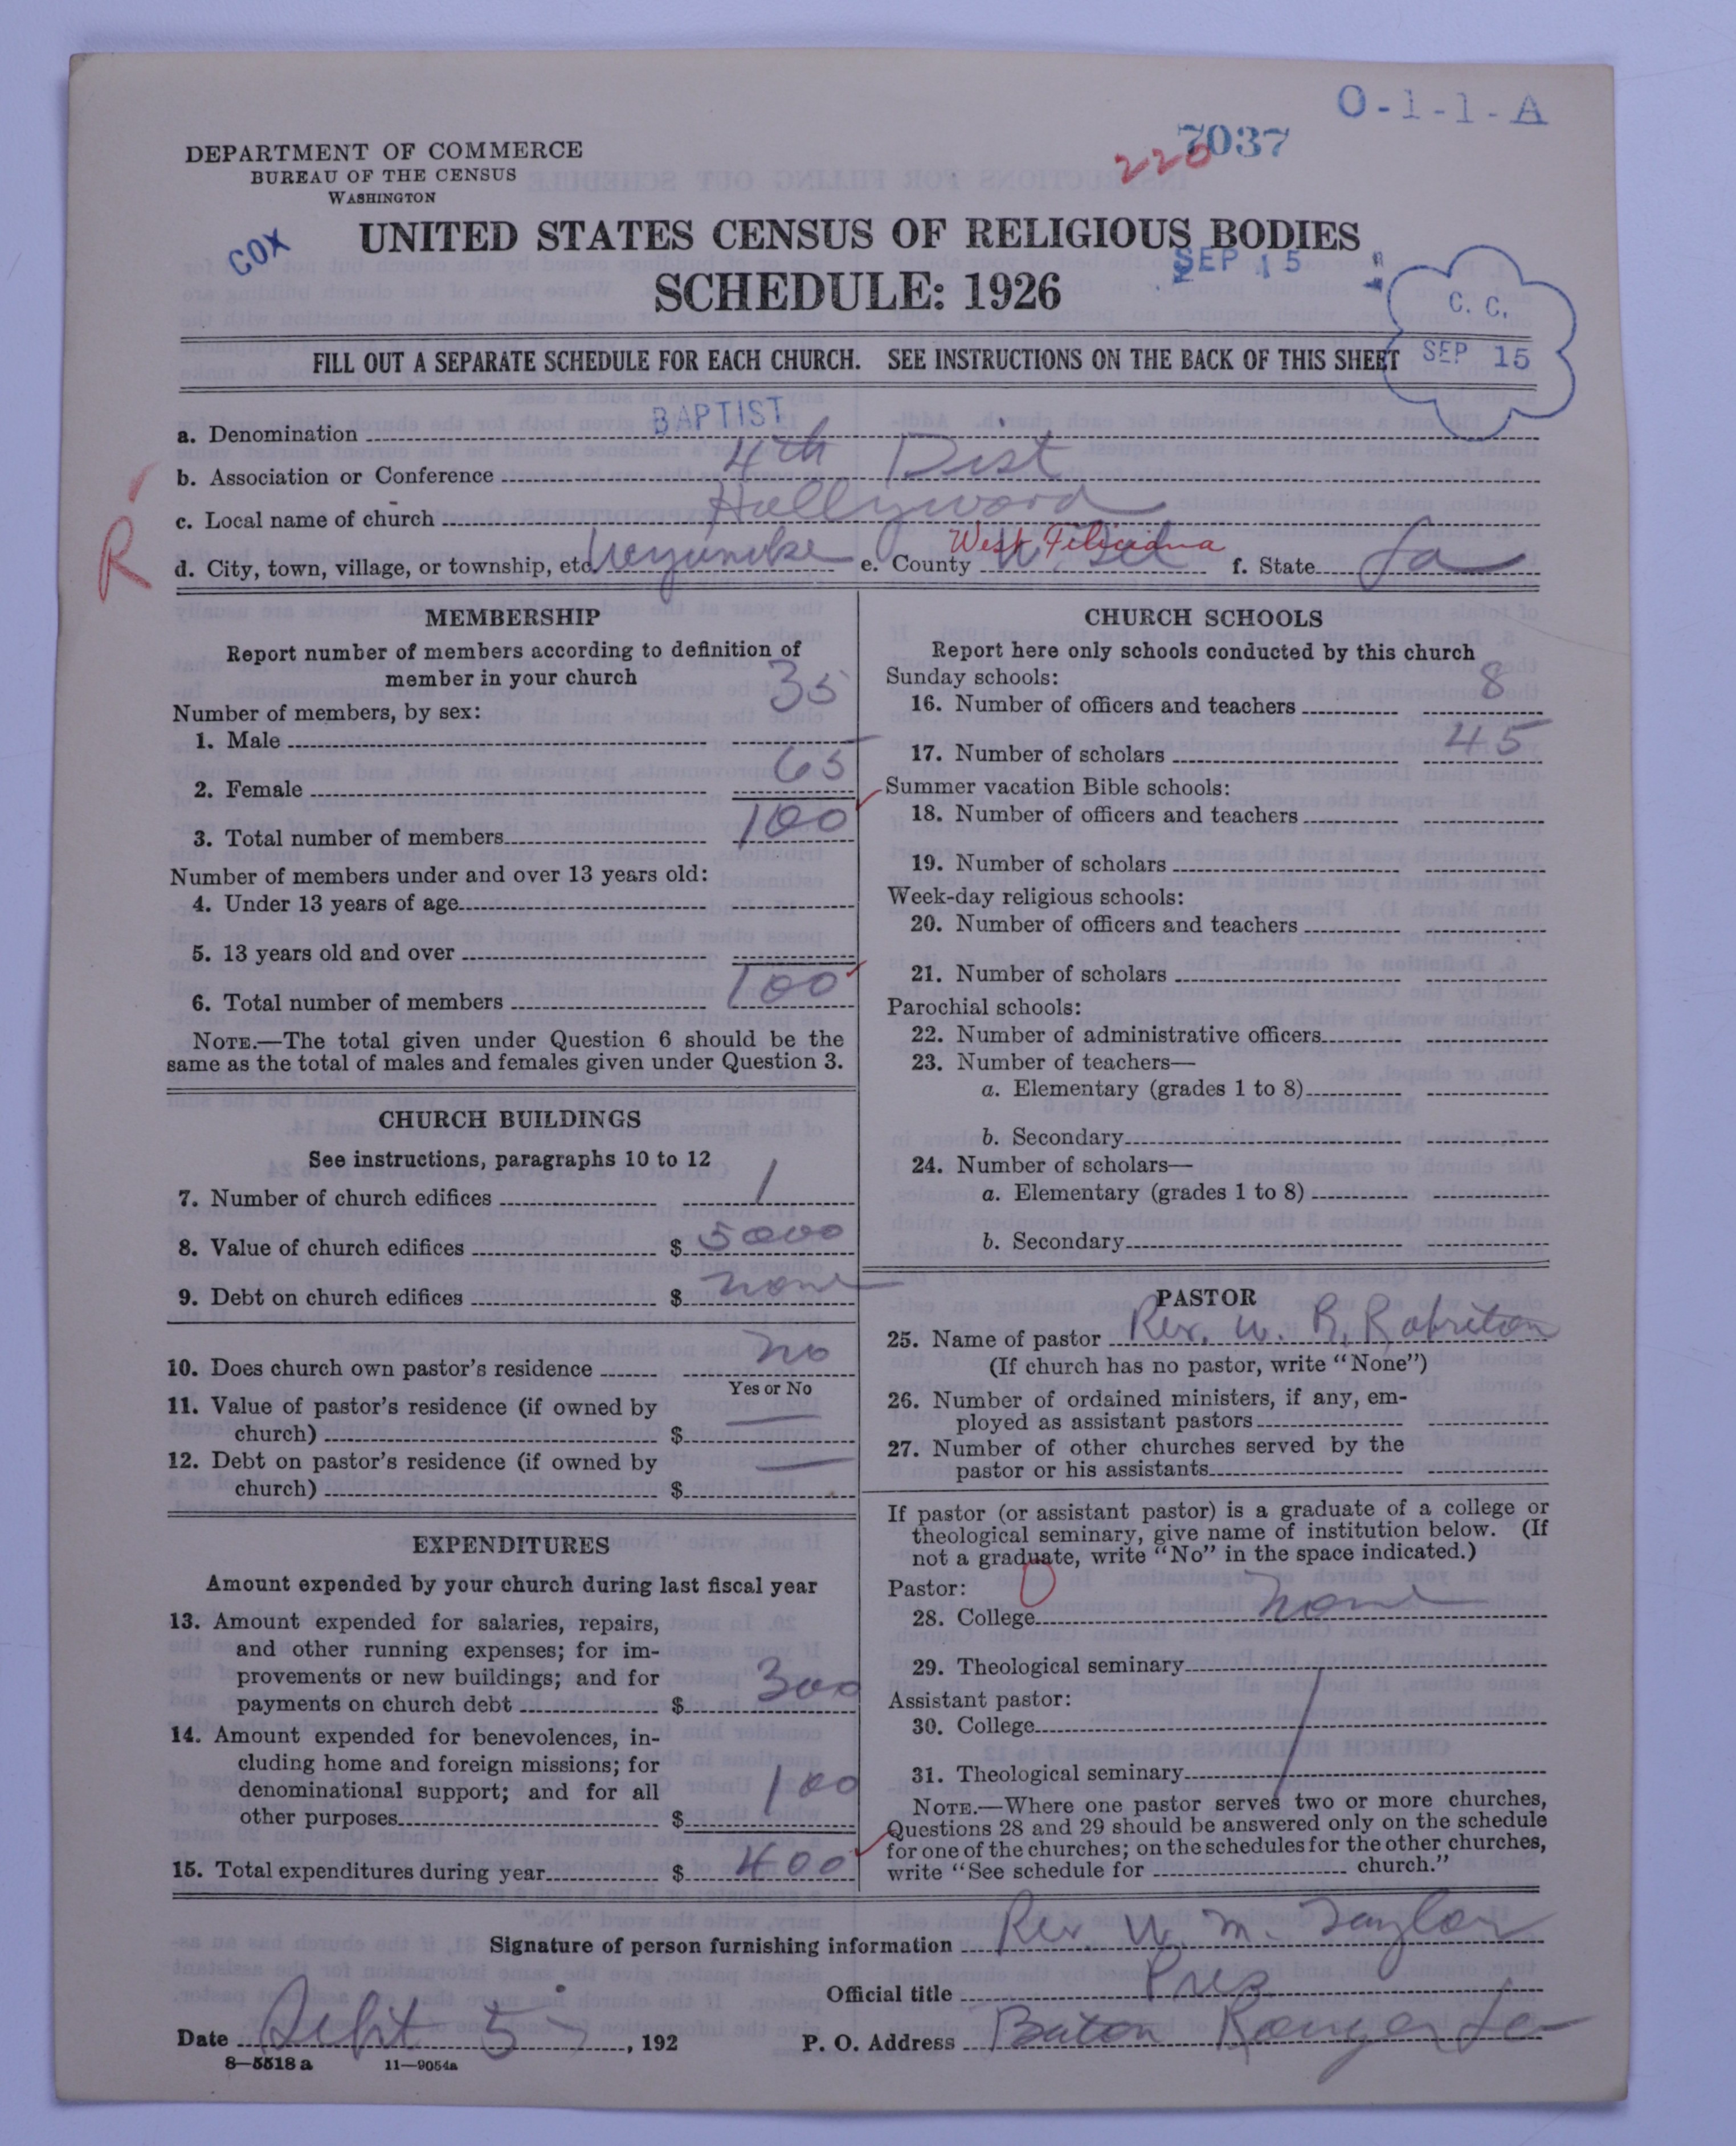 O-1-1-A
7037
220
DEPARTMENT OF COMMERCE
BUREAU OF THE CENSUS
WASHINGTON
COX
UNITED STATES CENSUS OF RELIGIOUS BODIES
SEP 15
SCHEDULE: 1926
C. C.
SEP 15
FILL OUT A SEPARATE SCHEDULE FOR EACH CHURCH. SEE INSTRUCTIONS ON THE BACK OF THIS SHEET
a. Denomination BAPTIST
b. Association or Conference 4th Dist
c. Local name of church Hollywood
R
d. City, town, village, or township, etc. e. County W. Fel West Feliciana f. State La
MEMBERSHIP
Report number of members according to definition of
member in your church
Number of members, by sex:
1. Male 35
2. Female 65
3. Total number of members 100
Number of members under and over 13 years old:
4. Under 13 years of age
5. 13 years old and over
6. Total number of members 100
NOTE.—The total given under Question 6 should be the
same as the total of males and females given under Question 3.
CHURCH BUILDINGS
See instructions, paragraphs 10 to 12
7. Number of church edifices 1
8. Value of church edifices $ 5000
9. Debt on church edifices $ none
10. Does church own pastor's residence no
Yes or No
11. Value of pastor's residence (if owned by
church) $ —
12. Debt on pastor's residence (if owned by
church) $ —
EXPENDITURES
Amount expended by your church during last fiscal year
13. Amount expended for salaries, repairs,
and other running expenses; for im-
provements or new buildings; and for
payments on church debt $ 300
14. Amount expended for benevolences, in-
cluding home and foreign missions; for
denominational support; and for all
other purposes $ 100
15. Total expenditures during year $ 400
CHURCH SCHOOLS
Report here only schools conducted by this church
Sunday schools:
16. Number of officers and teachers 8
17. Number of scholars 45
Summer vacation Bible schools:
18. Number of officers and teachers
19. Number of scholars
Week-day religious schools:
20. Number of officers and teachers
21. Number of scholars
Parochial schools:
22. Number of administrative officers
23. Number of teachers—
a. Elementary (grades 1 to 8)
b. Secondary
24. Number of scholars—
a. Elementary (grades 1 to 8)
b. Secondary
PASTOR
25. Name of pastor Rev. W. R.
(If church has no pastor, write "None")
26. Number of ordained ministers, if any, em-
ployed as assistant pastors
27. Number of other churches served by the
pastor or his assistants
If pastor (or assistant pastor) is a graduate of a college or
theological seminary, give name of institution below. (If
not a graduate, write "No" in the space indicated.)
Pastor: 0
28. College none
29. Theological seminary
Assistant pastor:
30. College
31. Theological seminary
NOTE.—Where one pastor serves two or more churches,
Questions 28 and 29 should be answered only on the schedule
for one of the churches; on the schedules for the other churches,
write "See schedule for church."
Signature of person furnishing information Rev. W. M. Taylor
Official title Pres
Date Sept 5, 192 P. O. Address Baton Rouge La
8—5518 a 11—9054a